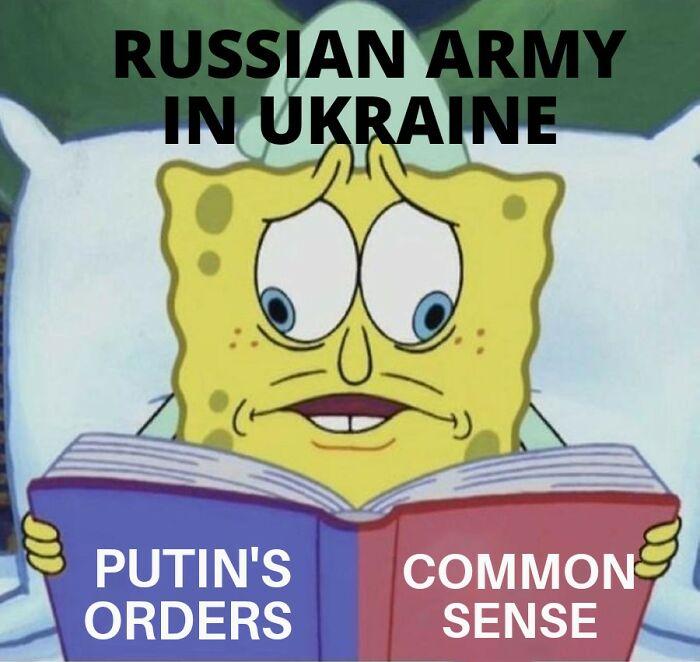 RUSSIAN ARMY
IN UKRAINE
PUTIN'S
ORDERS
COMMON
SENSE